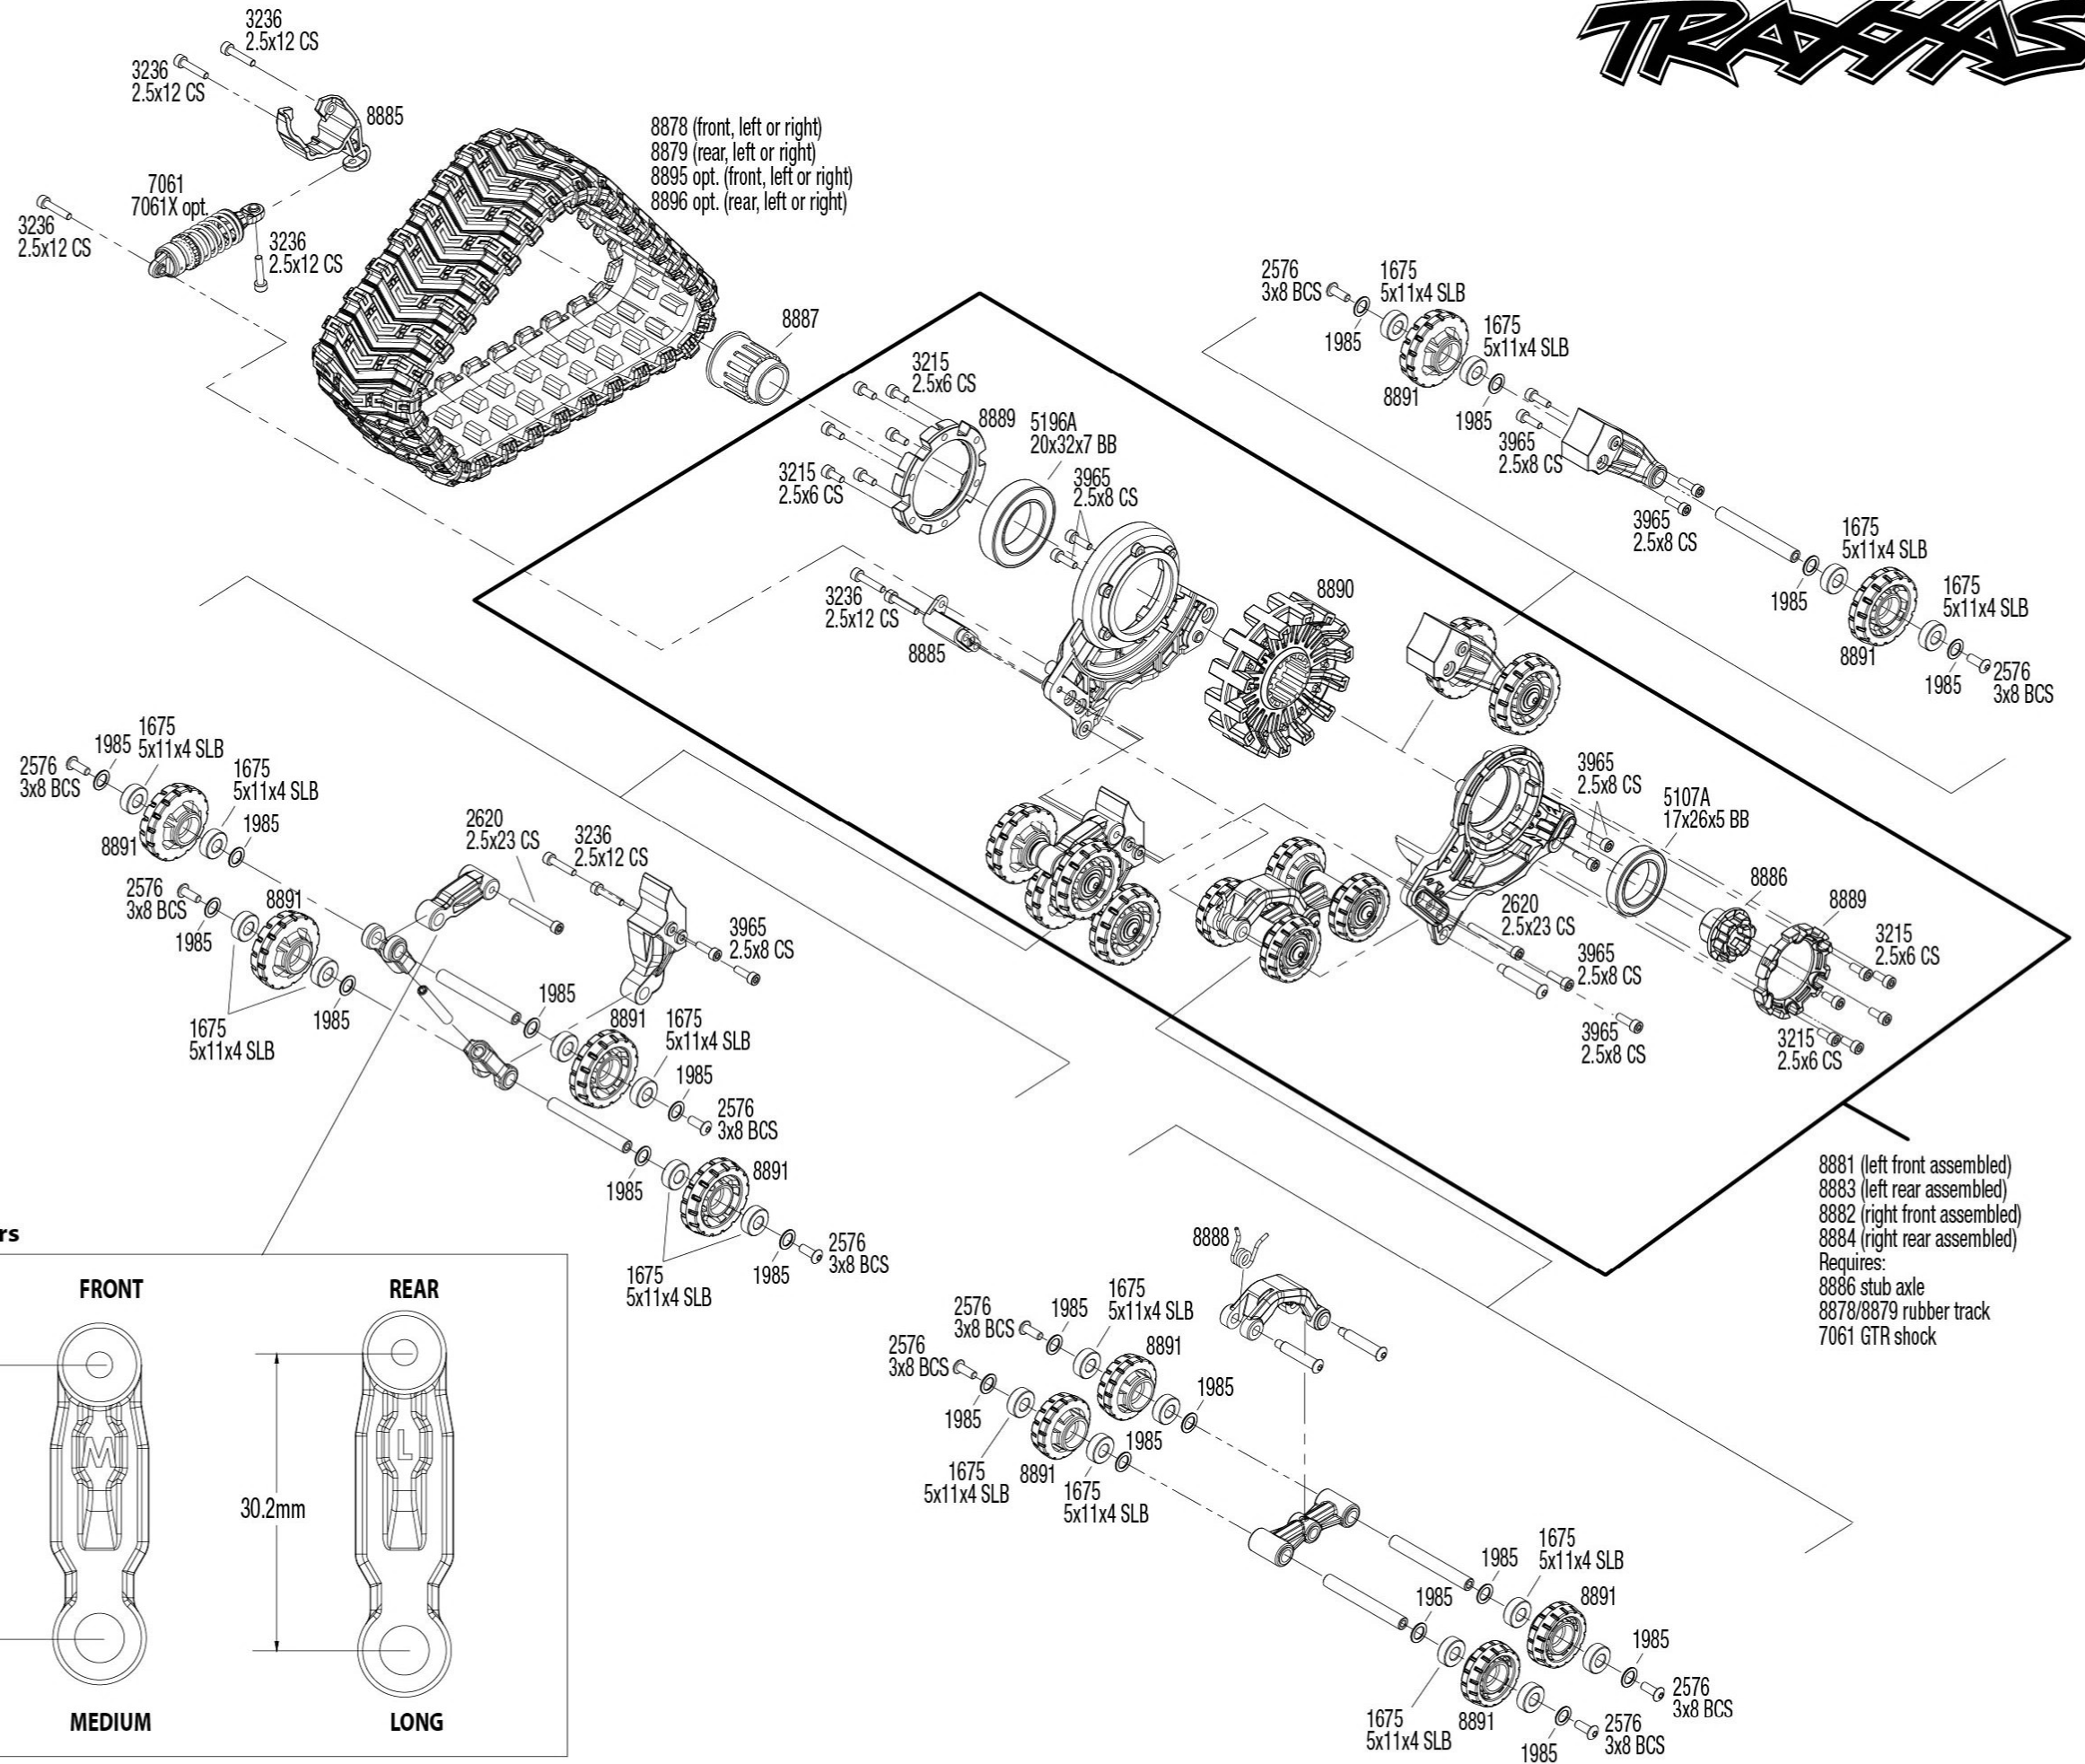 TRAXXAS
3236
2.5x12 CS
3236
2.5x12 CS
8885
7061
7061X opt.
3236
2.5x12 CS
3236
2.5x12 CS
8878 (front, left or right)
8879 (rear, left or right)
8895 opt. (front, left or right)
8896 opt. (rear, left or right)
8887
3215
2.5x6 CS
8889
5196A
20x32x7 BB
3215
2.5x6 CS
3965
2.5x8 CS
3236
2.5x12 CS
8885
8890
2576
3x8 BCS
1675
5x11x4 SLB
1985
1675
5x11x4 SLB
8891
1985
3965
2.5x8 CS
3965
2.5x8 CS
1675
5x11x4 SLB
1985
1675
5x11x4 SLB
8891
1985
2576
3x8 BCS
3965
2.5x8 CS
5107A
17x26x5 BB
8886
8889
2620
2.5x23 CS
3965
2.5x8 CS
3215
2.5x6 CS
3965
2.5x8 CS
3215
2.5x6 CS
1675
5x11x4 SLB
1985
2576
3x8 BCS
1675
5x11x4 SLB
8891
1985
2576
3x8 BCS
8891
1985
2620
2.5x23 CS
3236
2.5x12 CS
3965
2.5x8 CS
1675
5x11x4 SLB
1985
1985
8891
1675
5x11x4 SLB
1985
2576
3x8 BCS
1985
8891
1675
5x11x4 SLB
1985
2576
3x8 BCS
8881 (left front assembled)
8883 (left rear assembled)
8882 (right front assembled)
8884 (right rear assembled)
Requires:
8886 stub axle
8878/8879 rubber track
7061 GTR shock
rs
FRONT
REAR
M
L
30.2mm
MEDIUM
LONG
8888
2576
3x8 BCS
1985
1675
5x11x4 SLB
2576
3x8 BCS
8891
1985
1985
1985
1675
5x11x4 SLB
8891
1675
5x11x4 SLB
1985
1675
5x11x4 SLB
1985
8891
1985
2576
3x8 BCS
1675
5x11x4 SLB
8891
1985
2576
3x8 BCS